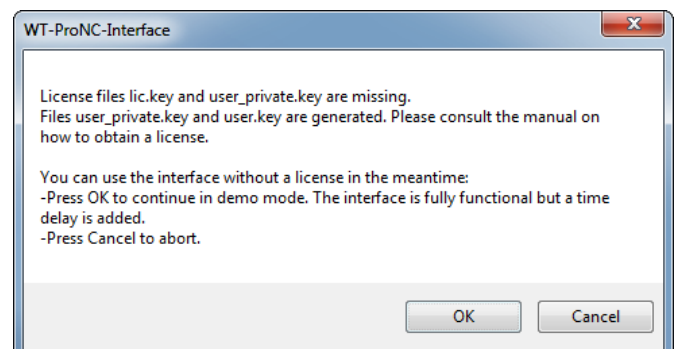 WT-ProNC-Interface
License files lic.key and user_private.key are missing.
Files user_private.key and user.key are generated. Please consult the manual on
how to obtain a license.
You can use the interface without a license in the meantime:
-Press OK to continue in demo mode. The interface is fully functional but a time
delay is added.
-Press Cancel to abort.
OK
Cancel